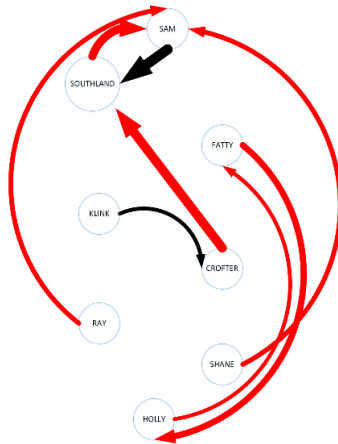 SAM
SOUTHLAND
FATTY
KLINK
CROFTER
RAY
SHANE
HOLLY